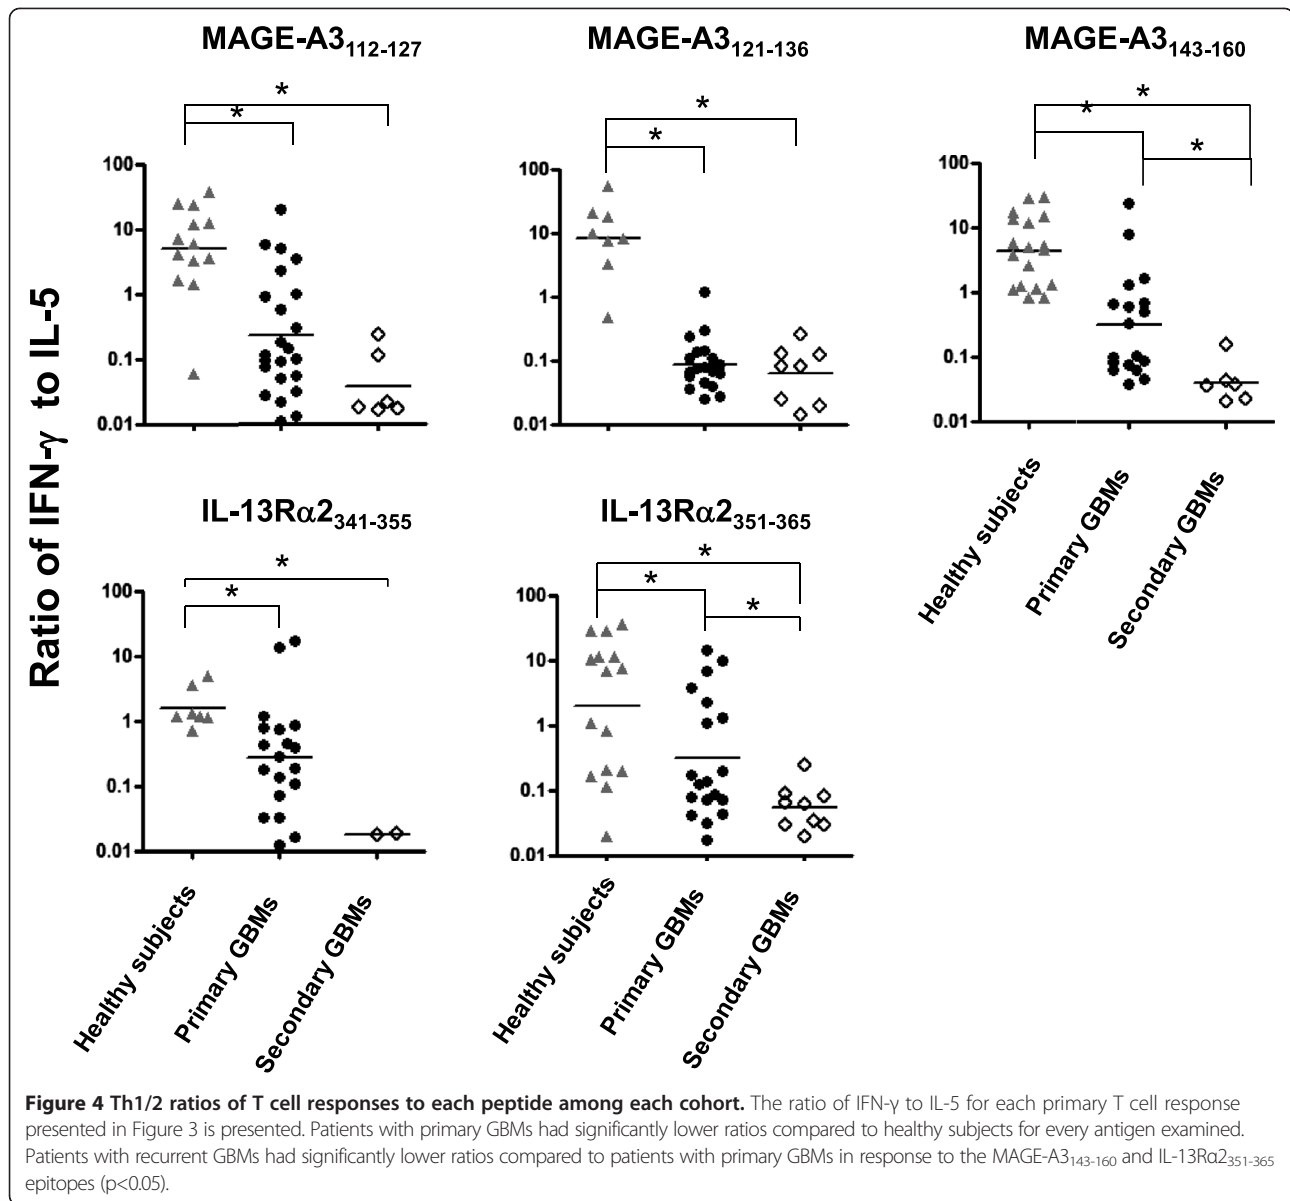 MAGE-A3112-127
MAGE-A3121-136
MAGE-A3143-160
* * * * * * *
100 10 1 0.1 0.01
100 10 1 0.1 0.01
100 10 1 0.1 0.01
Ratio of IFN-γ to IL-5
Healthy subjects
Primary GBMs
Secondary GBMs
IL-13Rα2341-355
IL-13Rα2351-365
* * * * *
100 10 1 0.1 0.01
100 10 1 0.1 0.01
Healthy subjects
Primary GBMs
Secondary GBMs
Healthy subjects
Primary GBMs
Secondary GBMs
Figure 4 Th1/2 ratios of T cell responses to each peptide among each cohort. The ratio of IFN-γ to IL-5 for each primary T cell response
presented in Figure 3 is presented. Patients with primary GBMs had significantly lower ratios compared to healthy subjects for every antigen examined.
Patients with recurrent GBMs had significantly lower ratios compared to patients with primary GBMs in response to the MAGE-A3143-160 and IL-13Rα2351-365
epitopes (p<0.05).